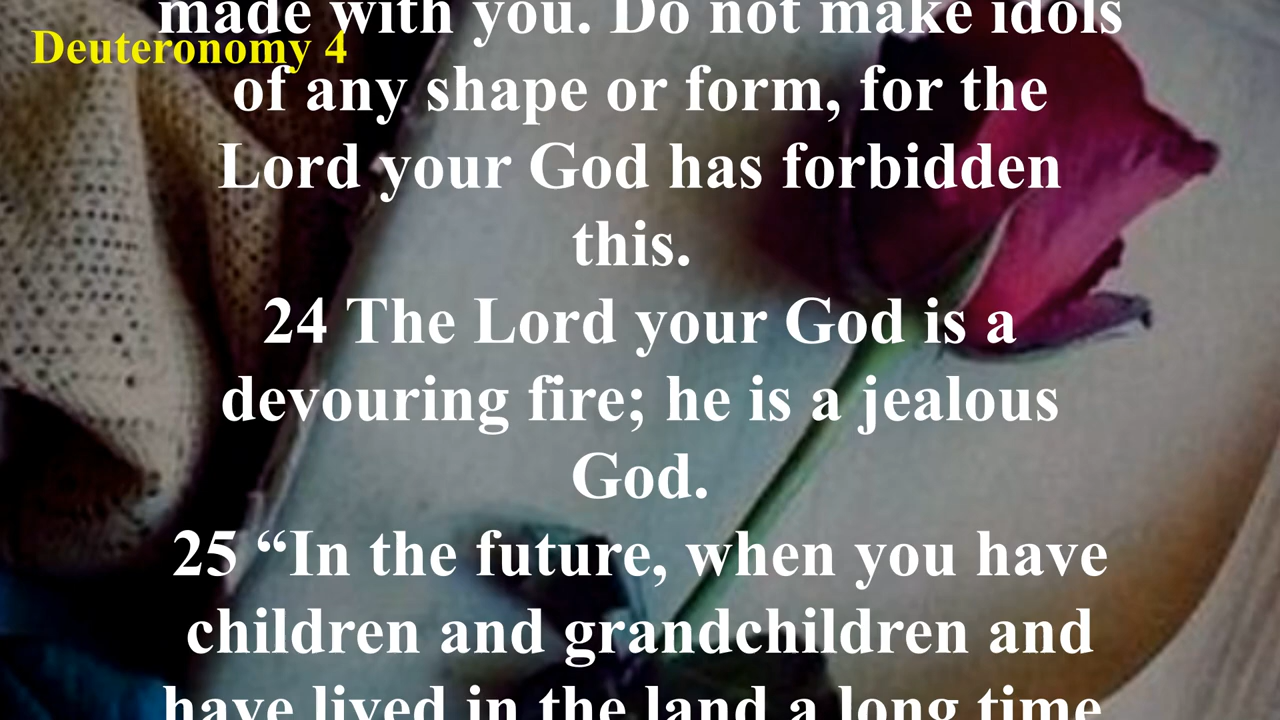 made with you. Do not make idols
Deuteronomy 4
of any shape or form, for the
Lord your God has forbidden
this.
24 The Lord your God is a
devouring fire; he is a jealous
God.
25 “In the future, when you have
children and grandchildren and
have lived in the land a long time